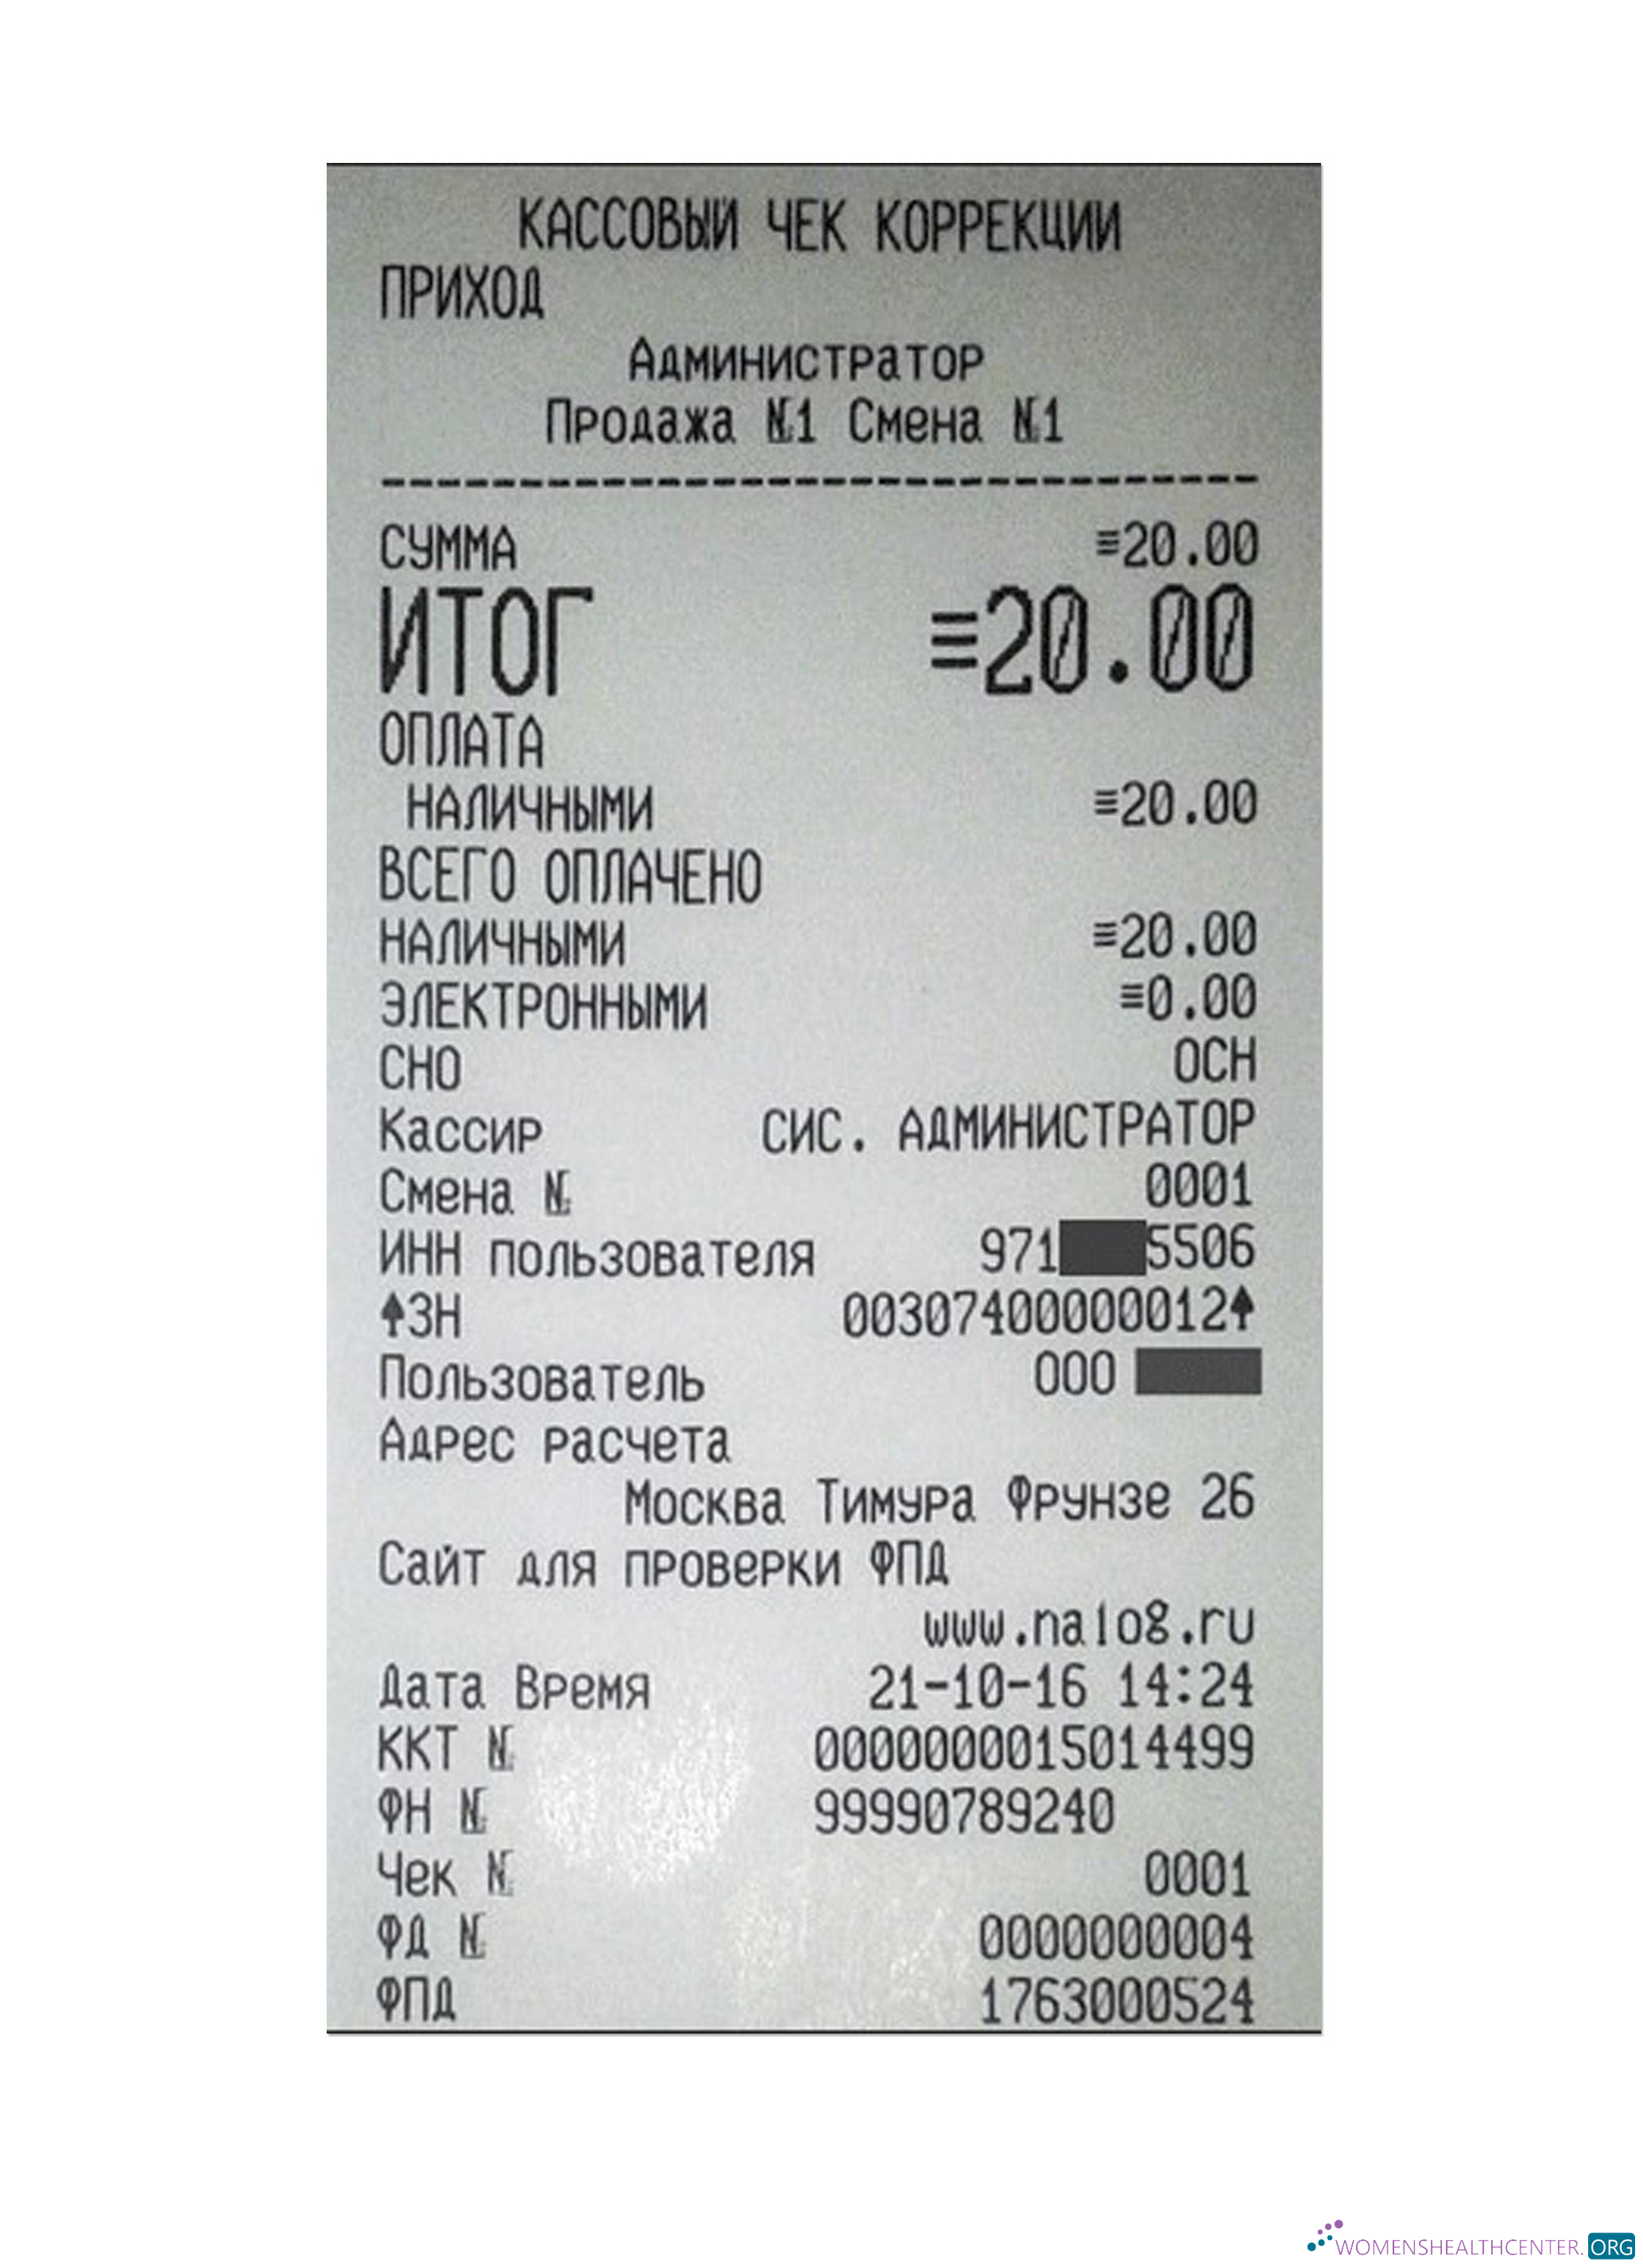 КАССОВЫЙ ЧЕК КОРРЕКЦИИ
ПРИХОД
Администратор
Продажа №1 Смена №1
--------------------------------
СУММА ≡20.00
ИТОГ ≡20.00
ОПЛАТА
НАЛИЧНЫМИ ≡20.00
ВСЕГО ОПЛАЧЕНО
НАЛИЧНЫМИ ≡20.00
ЭЛЕКТРОННЫМИ ≡0.00
СНО ОСН
Кассир СИС. АДМИНИСТРАТОР
Смена № 0001
ИНН пользователя 971 5506
ЗН 00307400000012
Пользователь ООО
Адрес расчета
Москва Тимура Фрунзе 26
Сайт для проверки ФПД
www.nalog.ru
Дата Время 21-10-16 14:24
ККТ № 0000000015014499
ФН № 99990789240
Чек № 0001
ФД № 0000000004
ФПД 1763000524
WOMENSHEALTHCENTER.ORG